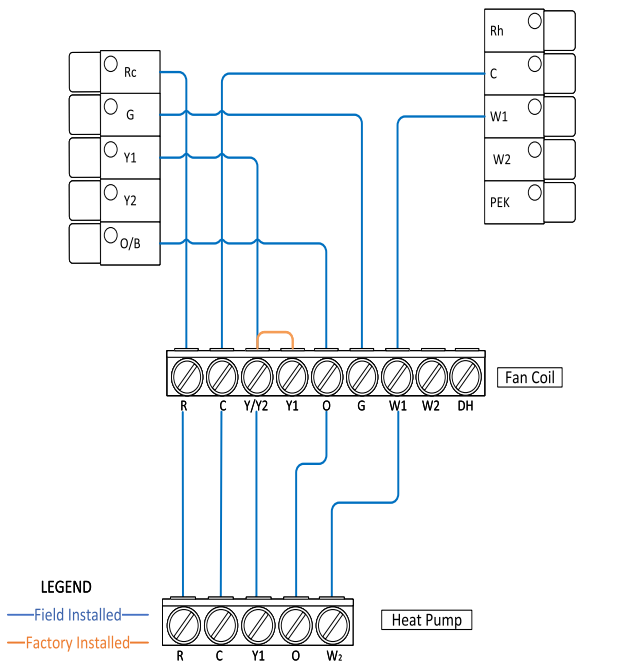 Rc
G
Y1
Y2
O/B
Rh
C
W1
W2
PEK
Fan Coil
R C Y/Y2 Y1 O G W1 W2 DH
LEGEND
Field Installed
Factory Installed
Heat Pump
R C Y1 O W2